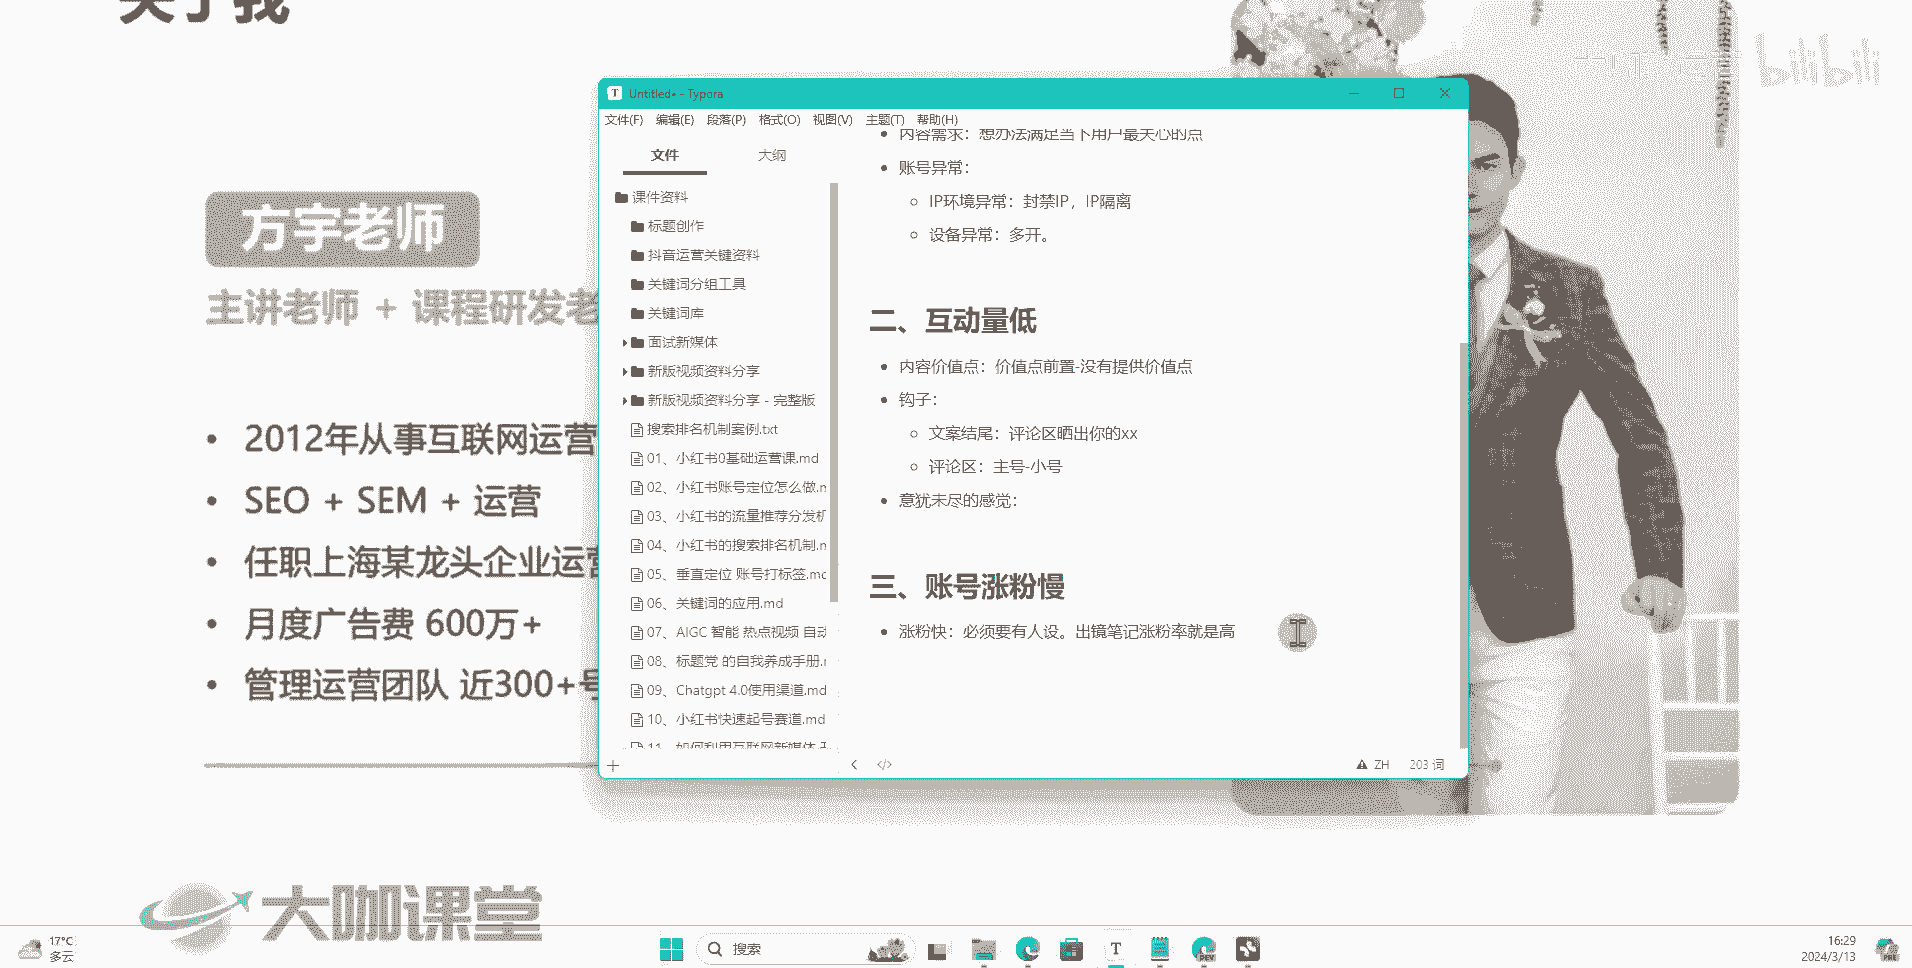 关于我
bilibili
方宇老师
主讲老师 + 课程研发老
2012年从事互联网运营
SEO + SEM + 运营
任职上海某龙头企业运营
月度广告费 600万+
管理运营团队 近300+号
大咖课堂
Untitled• - Typora
文件(F) 编辑(E) 段落(P) 格式(O) 视图(V) 主题(T) 帮助(H)
文件 大纲
课件资料
标题创作
抖音运营关键资料
关键词分组工具
关键词库
面试新媒体
新版视频资料分享
新版视频资料分享 - 完整版
搜索排名机制案例.txt
01、小红书0基础运营课.md
02、小红书账号定位怎么做.m
03、小红书的流量推荐分发机
04、小红书的搜索排名机制.m
05、垂直定位 账号打标签.md
06、关键词的应用.md
07、AIGC 智能 热点视频 自动
08、标题党 的自我养成手册.m
09、Chatgpt 4.0使用渠道.md
10、小红书快速起号赛道.md
11、如何利用互联网新媒体
内容需求：想办法满足当下用户最关心的点
账号异常：
IP环境异常：封禁IP，IP隔离
设备异常：多开。
二、互动量低
内容价值点：价值点前置-没有提供价值点
钩子：
文案结尾：评论区晒出你的xx
评论区：主号-小号
意犹未尽的感觉：
三、账号涨粉慢
涨粉快：必须要有人设。出镜笔记涨粉率就是高
ZH 203 词
17°C
多云
搜索
T
DEV
16:29
2024/3/13
PRE